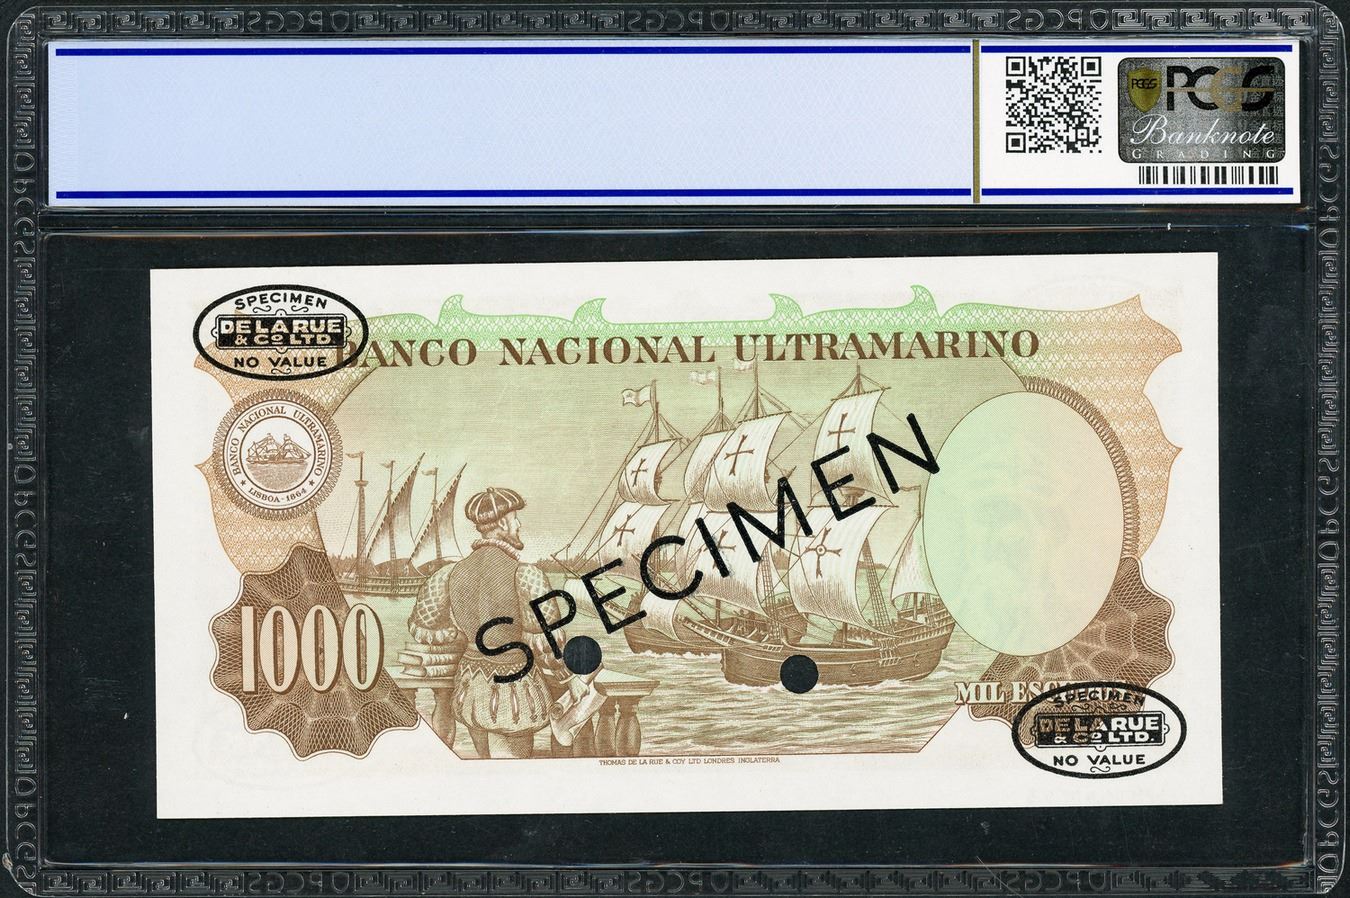 PCGS
PCGS
Banknote
GRADING
SPECIMEN
DE LA RUE
& Co LTD.
NO VALUE
BANCO NACIONAL ULTRAMARINO
BANCO NACIONAL ULTRAMARINO
★ LISBOA-1864 ★
SPECIMEN
1000
MIL
SPECIMEN
DE LA RUE
& Co LTD.
NO VALUE
THOMAS DE LA RUE & COY LTD LONDRES INGLATERRA